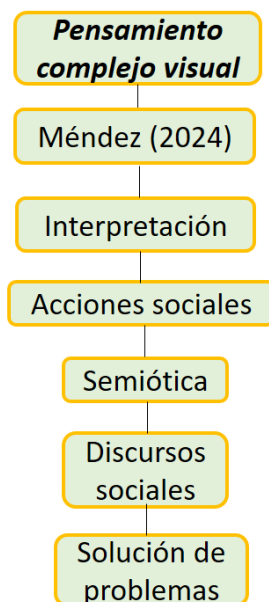 Pensamiento
complejo visual
Méndez (2024)
Interpretación
Acciones sociales
Semiótica
Discursos
sociales
Solución de
problemas